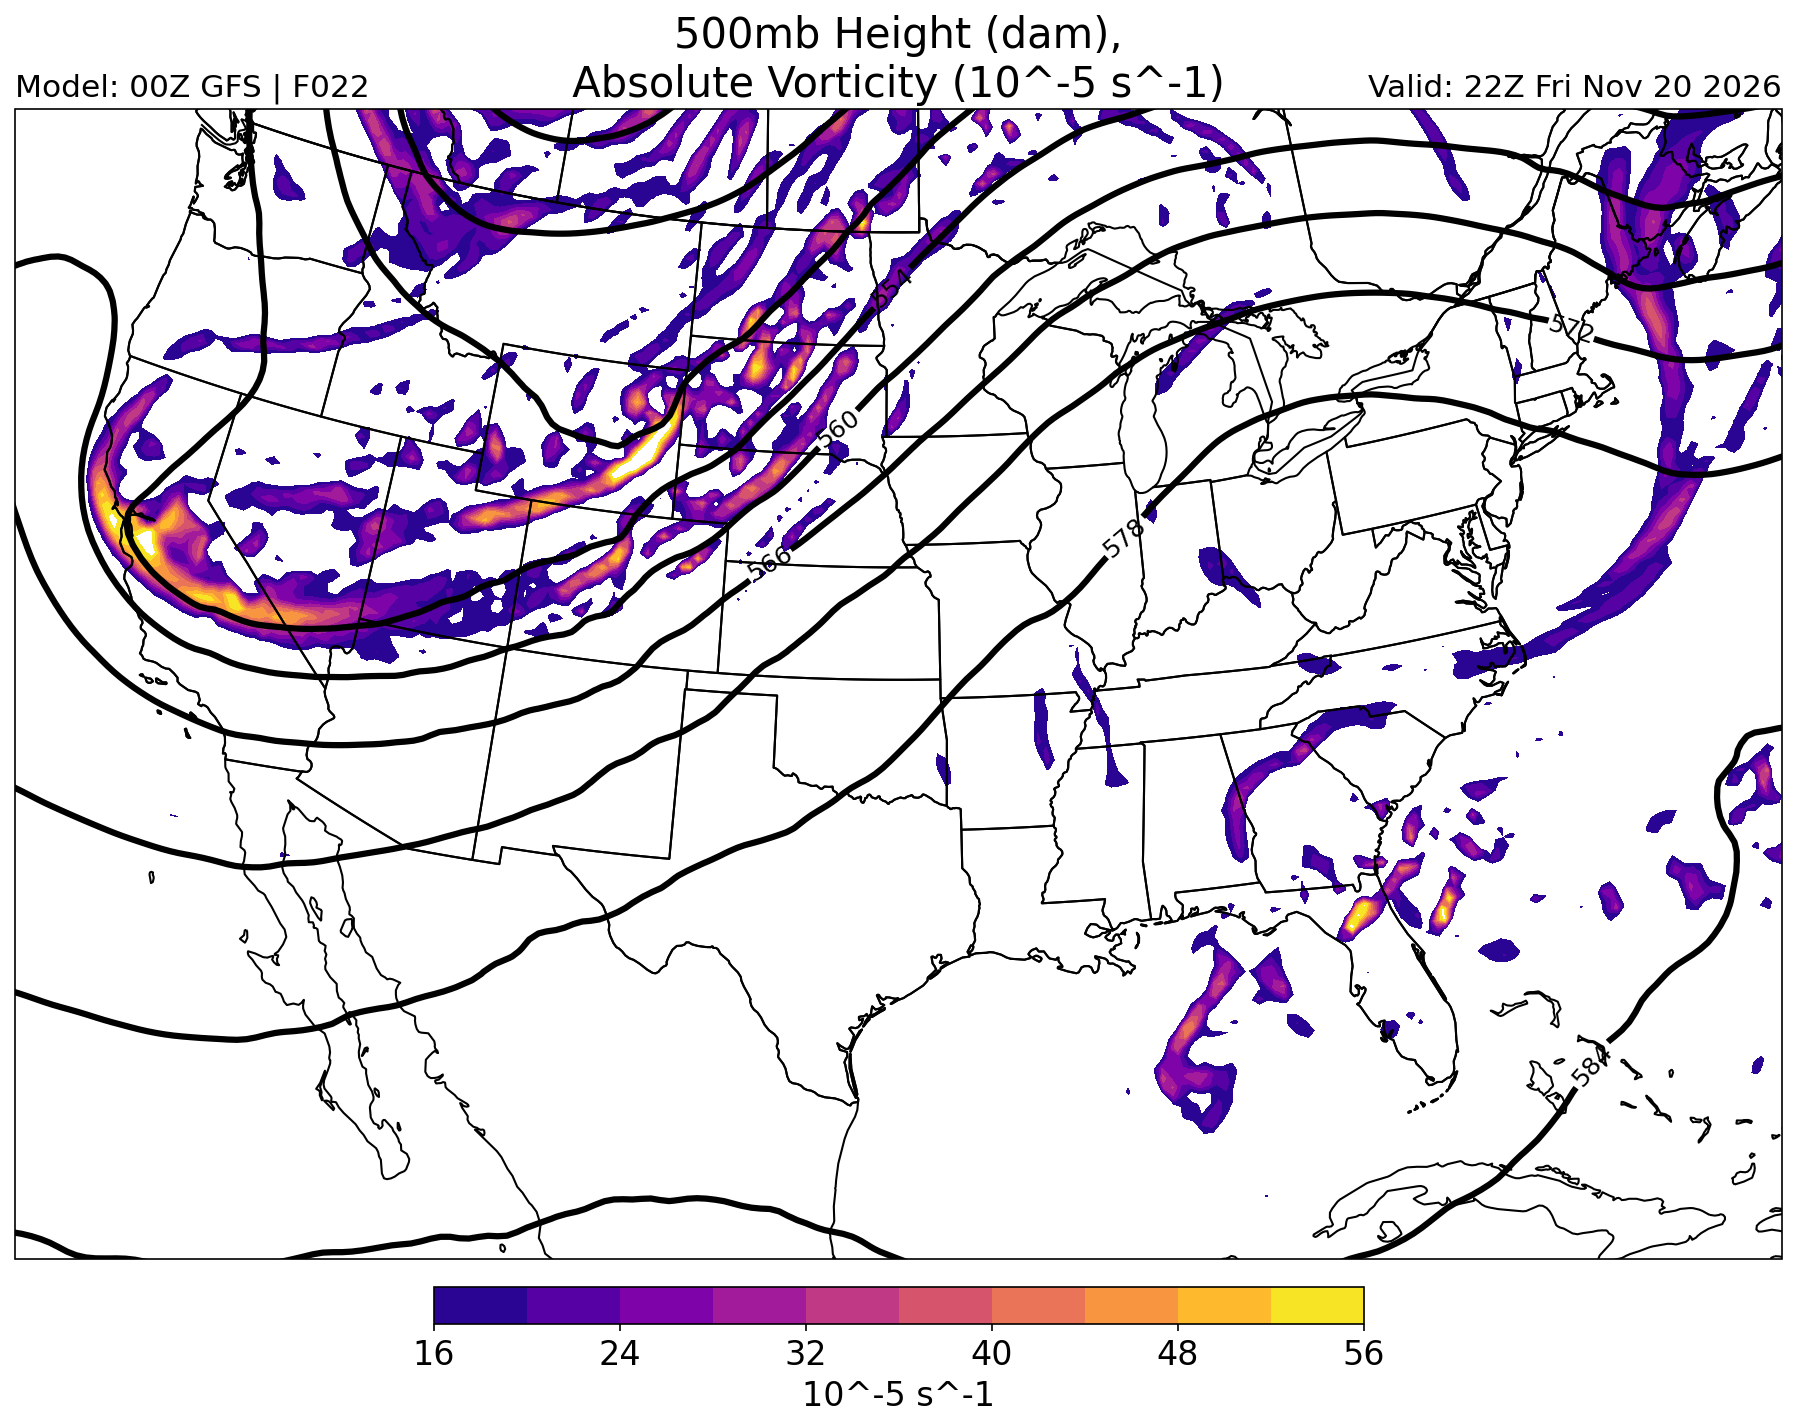 500mb Height (dam),
Model: 00Z GFS | F022
Absolute Vorticity (10^-5 s^-1)
Valid: 22Z Fri Nov 20 2026
554
572
560
578
566
584
16 24 32 40 48 56
10^-5 s^-1